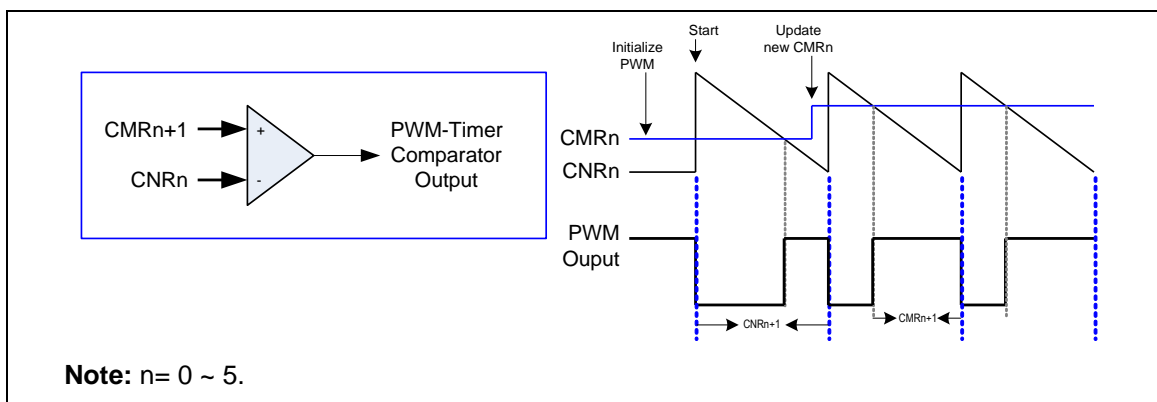 CMRn+1
CNRn
+
-
PWM-Timer
Comparator
Output
Initialize
PWM
Start
Update
new CMRn
CMRn
CNRn
PWM
Ouput
CNRn+1
CMRn+1
Note: n= 0 ~ 5.